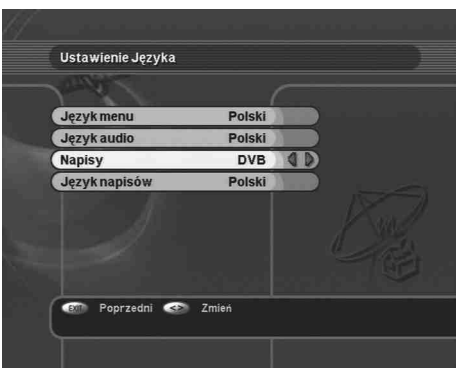 Ustawienie Języka
Język menu Polski
Język audio Polski
Napisy DVB
Język napisów Polski
EXIT Poprzedni <> Zmień